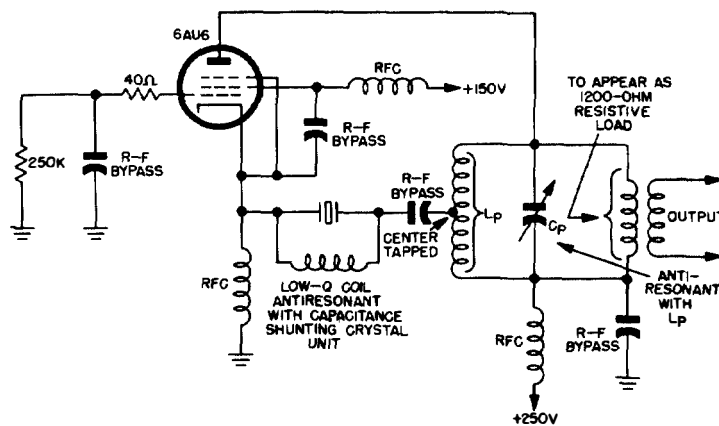 6AU6
40Ω
RFC
+150V
TO APPEAR AS
1200-OHM
RESISTIVE
LOAD
250K
R-F
BYPASS
R-F
BYPASS
R-F
BYPASS
Lp
Cp
OUTPUT
CENTER
TAPPED
RFC
LOW-Q COIL
ANTIRESONANT
WITH CAPACITANCE
SHUNTING CRYSTAL
UNIT
ANTI-
RESONANT
WITH
Lp
RFC
R-F
BYPASS
+250V